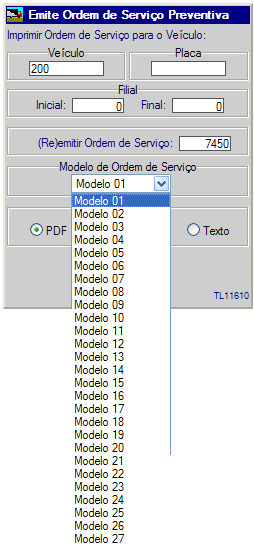 Emite Ordem de Serviço Preventiva
Imprimir Ordem de Serviço para o Veículo:
Veículo Placa
200
Filial
Inicial: 0 Final: 0
(Re)emitir Ordem de Serviço: 7450
Modelo de Ordem de Serviço
Modelo 01
Modelo 01
Modelo 02
Modelo 03
Modelo 04
Modelo 05
Modelo 06
Modelo 07
Modelo 08
Modelo 09
Modelo 10
Modelo 11
Modelo 12
Modelo 13
Modelo 14
Modelo 15
Modelo 16
Modelo 17
Modelo 18
Modelo 19
Modelo 20
Modelo 21
Modelo 22
Modelo 23
Modelo 24
Modelo 25
Modelo 26
Modelo 27
PDF Texto
TL11610